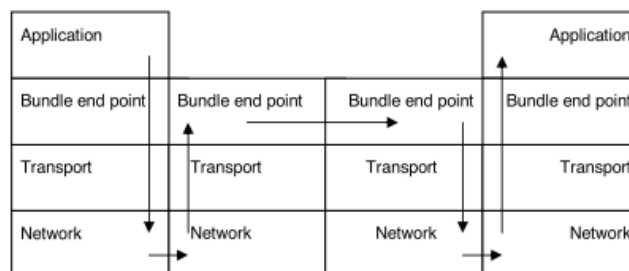 Application Application
Bundle end point Bundle end point Bundle end point Bundle end point
Transport Transport Transport Transport
Network Network Network Network